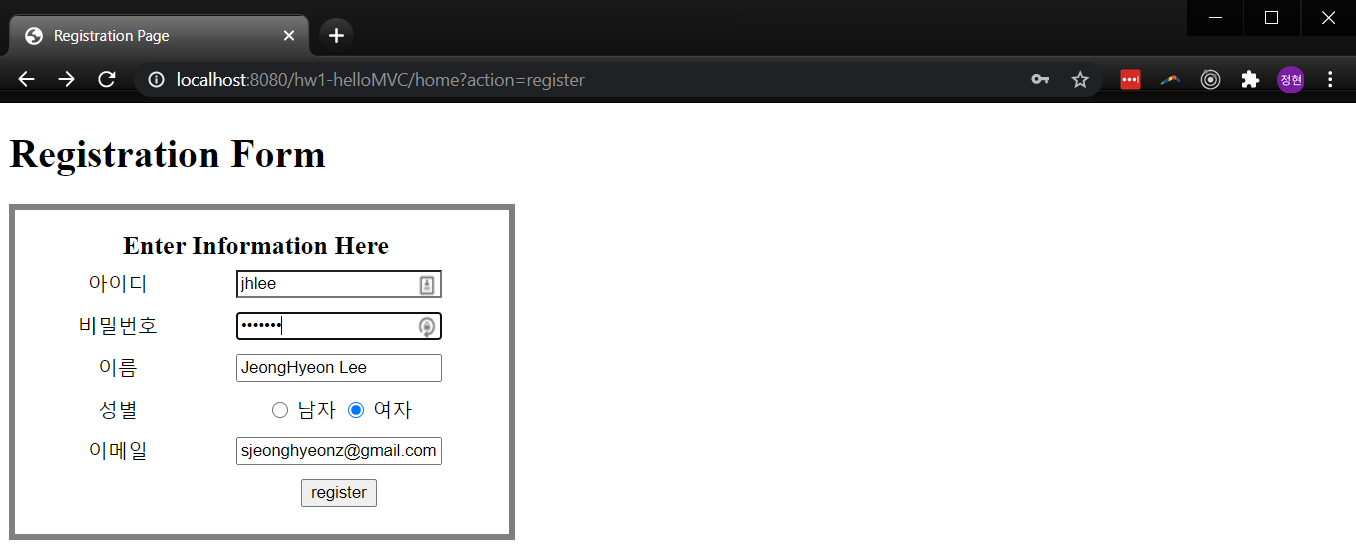 Registration Page
localhost:8080/hw1-helloMVC/home?action=register
정현
Registration Form
Enter Information Here
아이디 jhlee
비밀번호 •••••••
이름 JeongHyeon Lee
성별 남자 여자
이메일 sjeonghyeonz@gmail.com
register